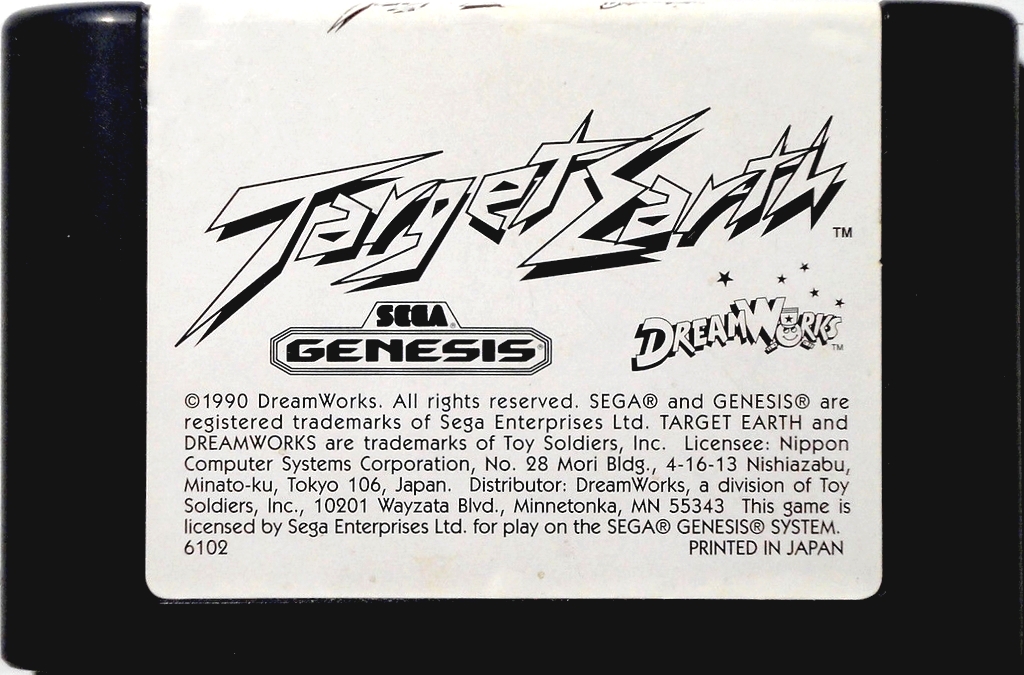 Target Earth™
SEGA®
GENESIS®
DREAMWORKS™
©1990 DreamWorks. All rights reserved. SEGA® and GENESIS® are
registered trademarks of Sega Enterprises Ltd. TARGET EARTH and
DREAMWORKS are trademarks of Toy Soldiers, Inc. Licensee: Nippon
Computer Systems Corporation, No. 28 Mori Bldg., 4-16-13 Nishiazabu,
Minato-ku, Tokyo 106, Japan. Distributor: DreamWorks, a division of Toy
Soldiers, Inc., 10201 Wayzata Blvd., Minnetonka, MN 55343 This game is
licensed by Sega Enterprises Ltd. for play on the SEGA® GENESIS® SYSTEM.
6102 PRINTED IN JAPAN